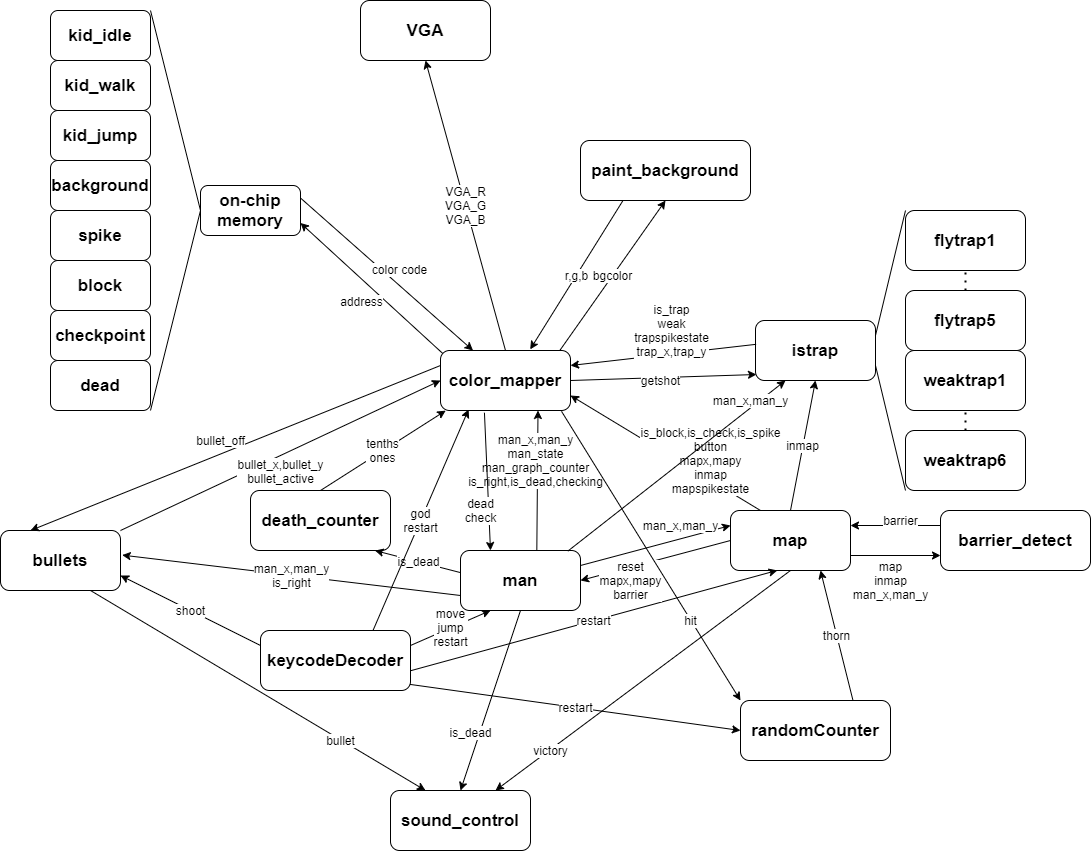 kid_idle
kid_walk
kid_jump
background
spike
block
checkpoint
dead
on-chip
memory
VGA
VGA_R
VGA_G
VGA_B
paint_background
r,g,b
bgcolor
color code
address
is_trap
weak
trapspikestate
trap_x,trap_y
istrap
flytrap1
flytrap5
weaktrap1
weaktrap6
color_mapper
getshot
man_x,man_y
inmap
is_block,is_check,is_spike
button
mapx,mapy
inmap
mapspikestate
bullet_off
bullet_x,bullet_y
bullet_active
tenths
ones
man_x,man_y
man_state
man_graph_counter
is_right,is_dead,checking
dead
check
god
restart
death_counter
bullets
is_dead
man_x,man_y
is_right
man
man_x,man_y
reset
mapx,mapy
barrier
map
barrier
barrier_detect
map
inmap
man_x,man_y
shoot
keycodeDecoder
move
jump
restart
restart
hit
thorn
restart
randomCounter
bullet
is_dead
victory
sound_control